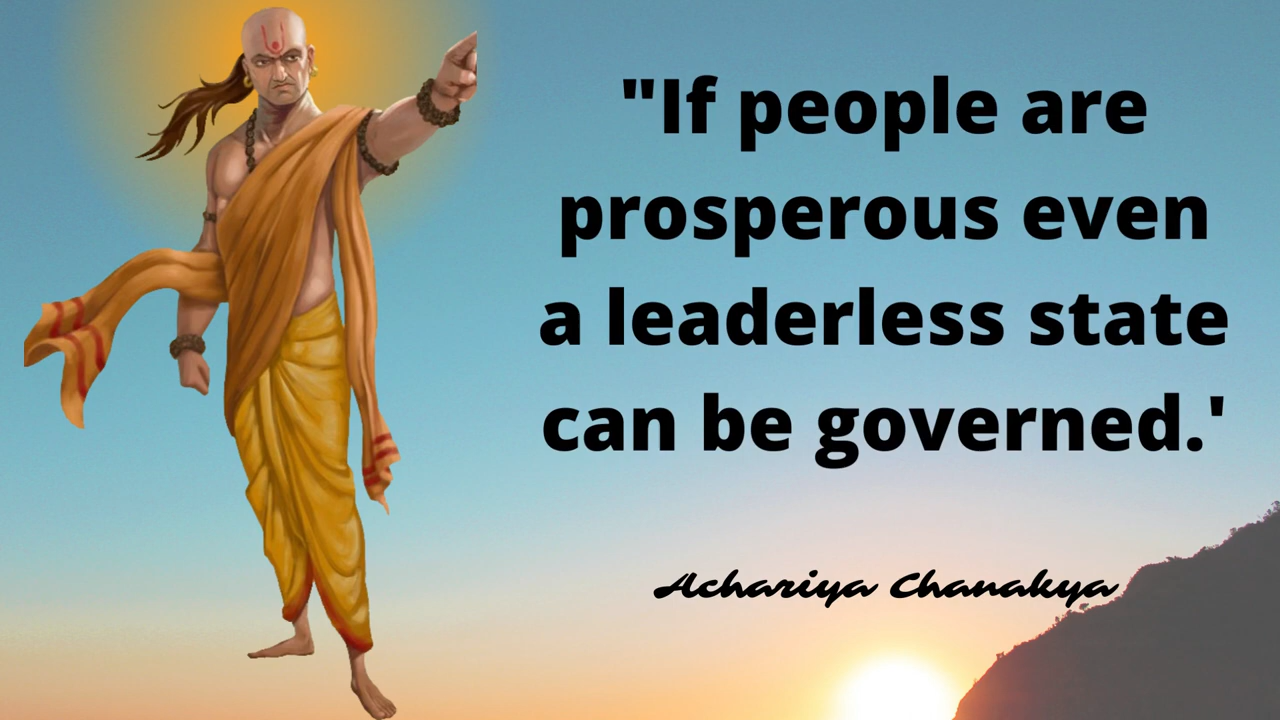 "If people are
prosperous even
a leaderless state
can be governed.'
Achariya Chanakya